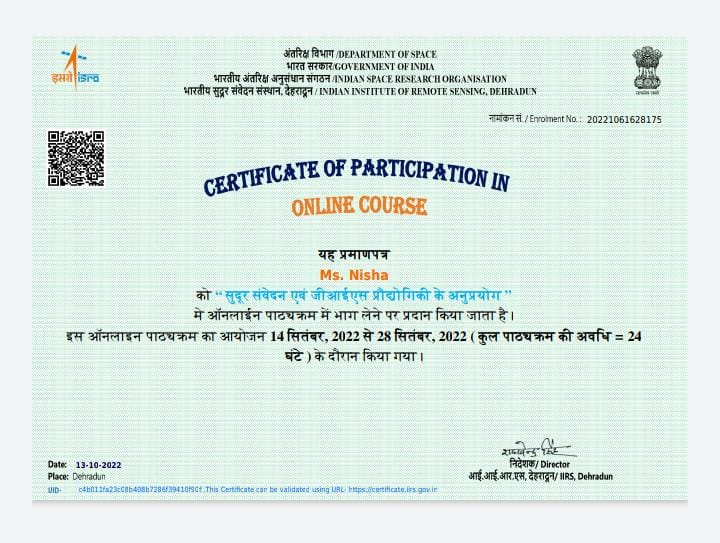 इसरो isro
अंतरिक्ष विभाग /DEPARTMENT OF SPACE
भारत सरकार/GOVERNMENT OF INDIA
भारतीय अंतरिक्ष अनुसंधान संगठन /INDIAN SPACE RESEARCH ORGANISATION
भारतीय सुदूर संवेदन संस्थान, देहरादून / INDIAN INSTITUTE OF REMOTE SENSING, DEHRADUN
सत्यमेव जयते
नामांकन सं. / Enrolment No. : 20221061628175
CERTIFICATE OF PARTICIPATION IN
ONLINE COURSE
यह प्रमाणपत्र
Ms. Nisha
को “ सुदूर संवेदन एवं जीआईएस प्रौद्योगिकी के अनुप्रयोग ”
मे ऑनलाईन पाठ्यक्रम में भाग लेने पर प्रदान किया जाता है।
इस ऑनलाइन पाठ्यक्रम का आयोजन 14 सितंबर, 2022 से 28 सितंबर, 2022 ( कुल पाठ्यक्रम की अवधि = 24
घंटे ) के दौरान किया गया।
निदेशक/ Director
आई.आई.आर.एस, देहरादून/ IIRS, Dehradun
Date: 13-10-2022
Place: Dehradun
UID- .This Certificate can be validated using URL- https://certificate.iirs.gov.in